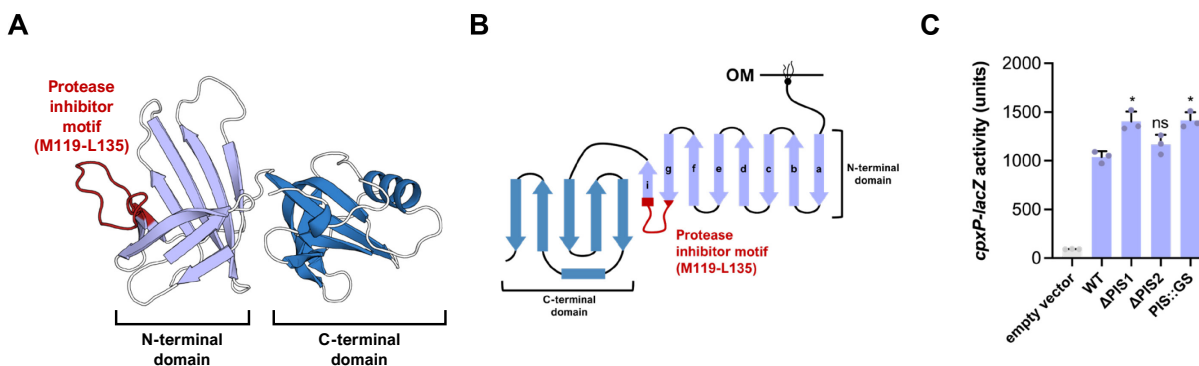 A
Protease
inhibitor
motif
(M119-L135)
N-terminal
domain
C-terminal
domain
B
OM
i
g
f
e
d
c
b
a
N-terminal
domain
Protease
inhibitor motif
(M119-L135)
C-terminal
domain
C
cpxP-lacZ activity (units)
2000
1500
1000
500
0
*
ns
*
empty vector
WT
ΔPIS1
ΔPIS2
PIS::GS